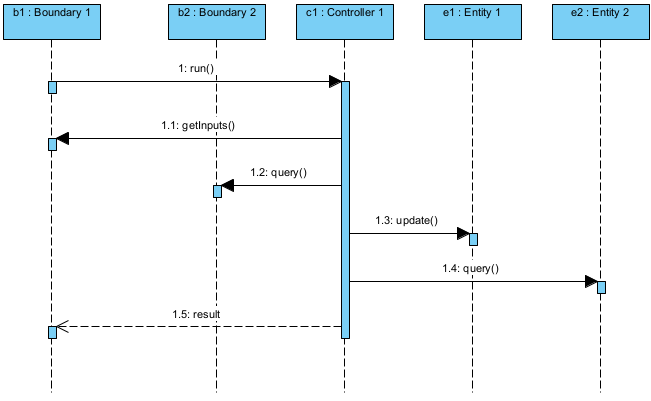 b1 : Boundary 1
b2 : Boundary 2
c1 : Controller 1
e1 : Entity 1
e2 : Entity 2
1: run()
1.1: getInputs()
1.2: query()
1.3: update()
1.4: query()
1.5: result